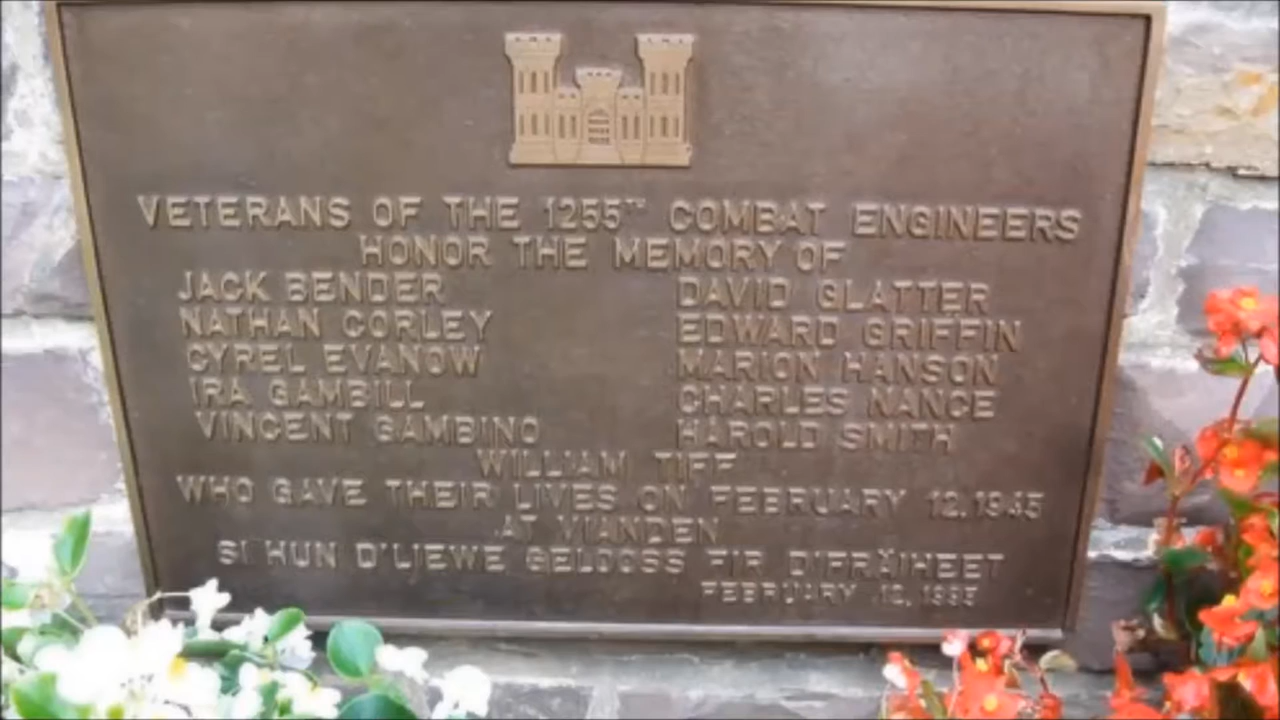 VETERANS OF THE 1255TH COMBAT ENGINEERS
HONOR THE MEMORY OF
JACK BENDER DAVID GLATTER
NATHAN CORLEY EDWARD GRIFFIN
CYREL EVANOW MARION HANSON
IRA GAMBILL CHARLES NANCE
VINCENT GAMBINO HAROLD SMITH
WILLIAM TIFF
WHO GAVE THEIR LIVES ON FEBRUARY 12,1945
AT VIANDEN
SI HUN D'LIEWE GELOOSS FIR D'FRÄIHEET
FEBRUARY 12,